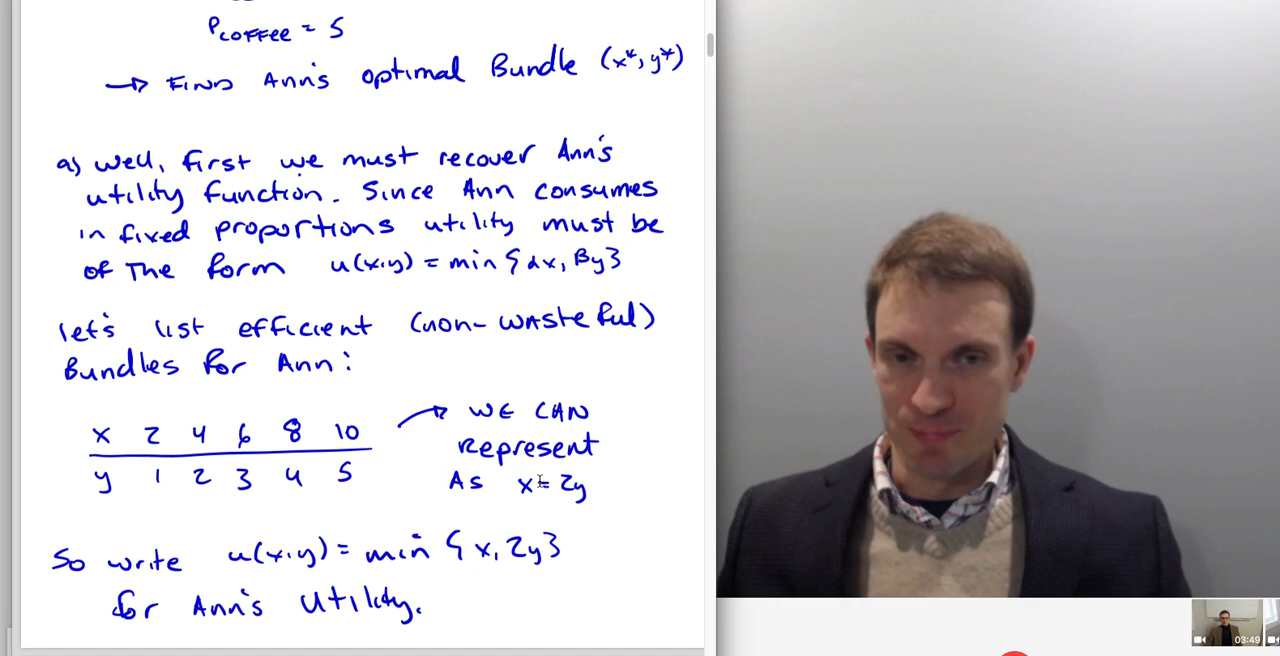 PCOFFEE = 5
→ FIND Ann's optimal Bundle (x*, y*)
a) well, first we must recover Ann's
utility function. Since Ann consumes
in fixed proportions utility must be
of The form u(x,y) = min {αx, βy}
let's list efficient (non-wasteful)
Bundles for Ann:
x 2 4 6 8 10
y 1 2 3 4 5
→ WE CAN
represent
As x = 2y
So write u(x,y) = min {x, 2y}
for Ann's Utility.
03:49